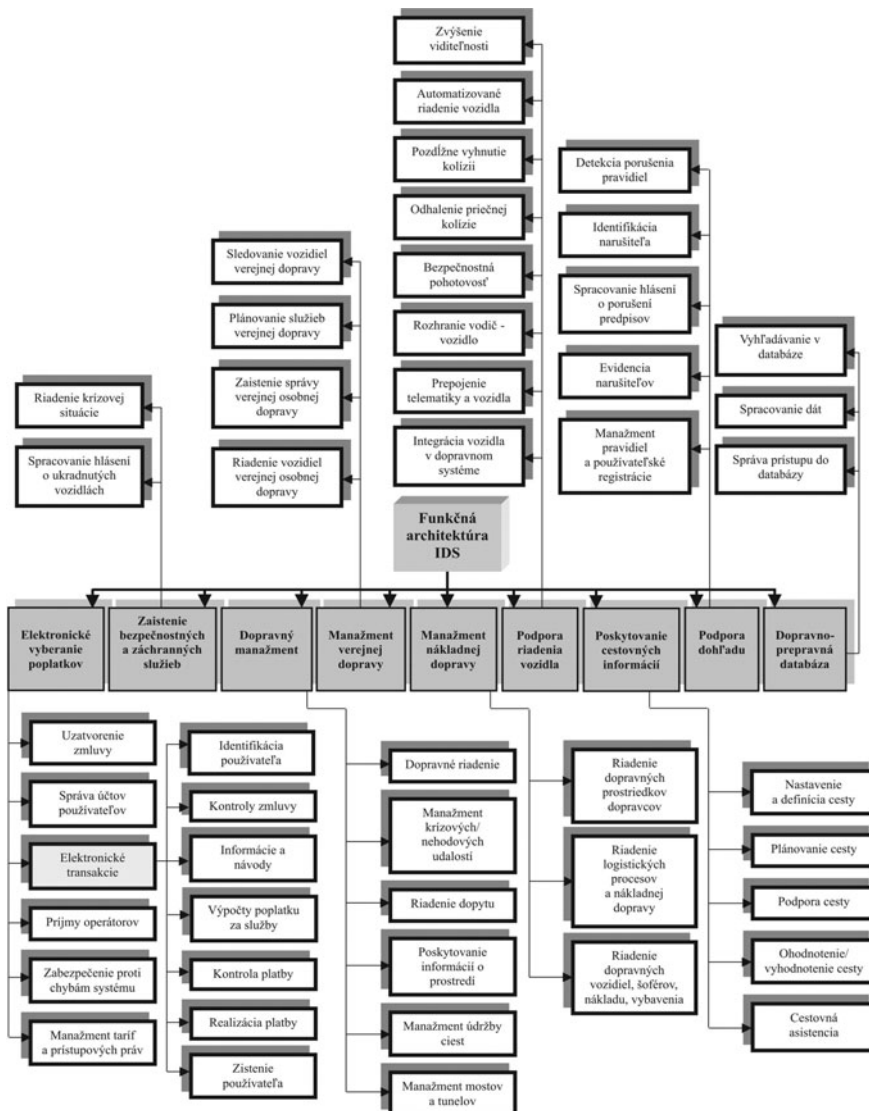 Zvýšenie
viditeľnosti
Automatizované
riadenie vozidla
Pozdĺžne vyhnutie
kolízii
Odhalenie priečnej
kolízie
Bezpečnostná
pohotovosť
Rozhranie vodič -
vozidlo
Prepojenie
telematiky a vozidla
Integrácia vozidla
v dopravnom
systéme
Detekcia porušenia
pravidiel
Identifikácia
narušiteľa
Spracovanie hlásení
o porušení
predpisov
Evidencia
narušiteľov
Manažment
pravidiel
a používateľské
registrácie
Sledovanie vozidiel
verejnej dopravy
Plánovanie služieb
verejnej dopravy
Zaistenie správy
verejnej osobnej
dopravy
Riadenie vozidiel
verejnej osobnej
dopravy
Vyhľadávanie v
databáze
Spracovanie dát
Správa prístupu do
databázy
Riadenie krízovej
situácie
Spracovanie hlásení
o ukradnutých
vozidlách
Funkčná
architektúra
IDS
Elektronické
vyberanie
poplatkov
Zaistenie
bezpečnostných
a záchranných
služieb
Dopravný
manažment
Manažment
verejnej
dopravy
Manažment
nákladnej
dopravy
Podpora
riadenia
vozidla
Poskytovanie
cestovných
informácií
Podpora
dohľadu
Dopravno-
prepravná
databáza
Uzatvorenie
zmluvy
Správa účtov
používateľov
Elektronické
transakcie
Príjmy operátorov
Zabezpečenie proti
chybám systému
Manažment taríf
a prístupových práv
Identifikácia
používateľa
Kontroly zmluvy
Informácie a
návody
Výpočty poplatku
za služby
Kontrola platby
Realizácia platby
Zistenie
používateľa
Dopravné riadenie
Manažment
krízových/
nehodových
udalostí
Riadenie dopytu
Poskytovanie
informácií o
prostredí
Manažment údržby
ciest
Manažment mostov
a tunelov
Riadenie
dopravných
prostriedkov
dopravcov
Riadenie
logistických
procesov
a nákladnej
dopravy
Riadenie
dopravných
vozidiel, šoférov,
nákladu, vybavenia
Nastavenie
a definícia cesty
Plánovanie cesty
Podpora cesty
Ohodnotenie/
vyhodnotenie cesty
Cestovná
asistencia